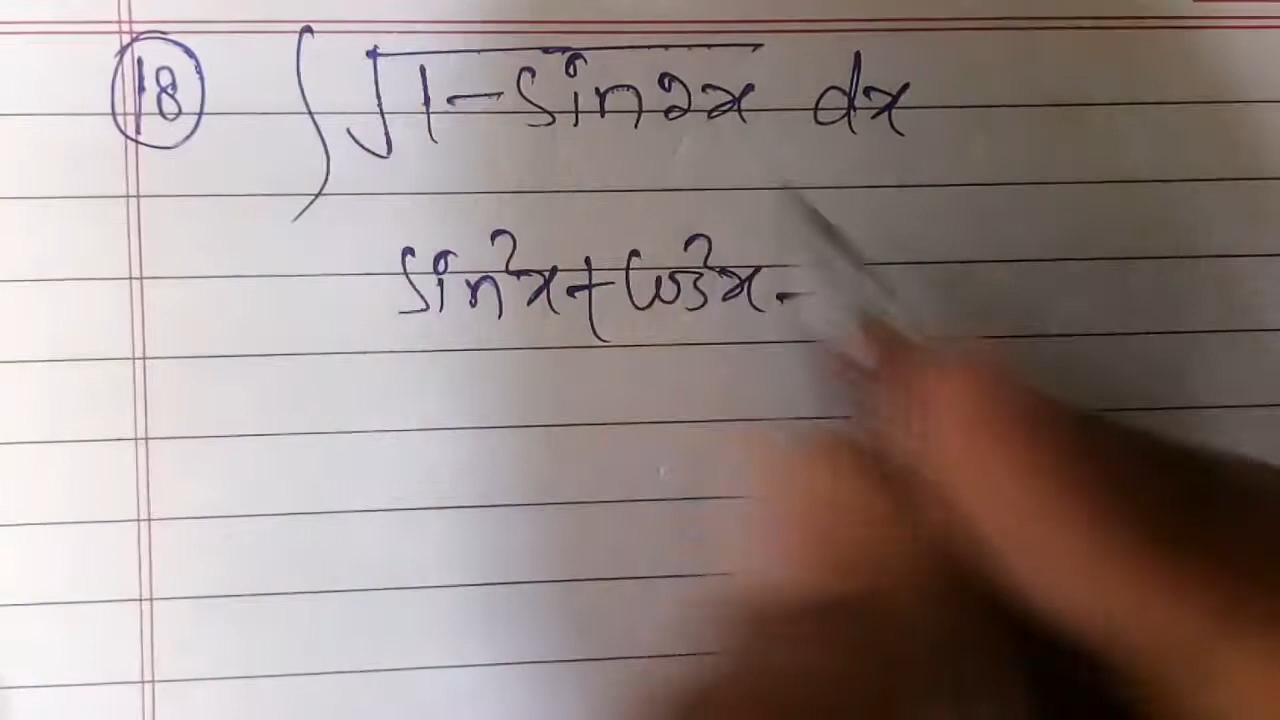 18 ∫ √1-sin2x dx
sin²x+cos²x-